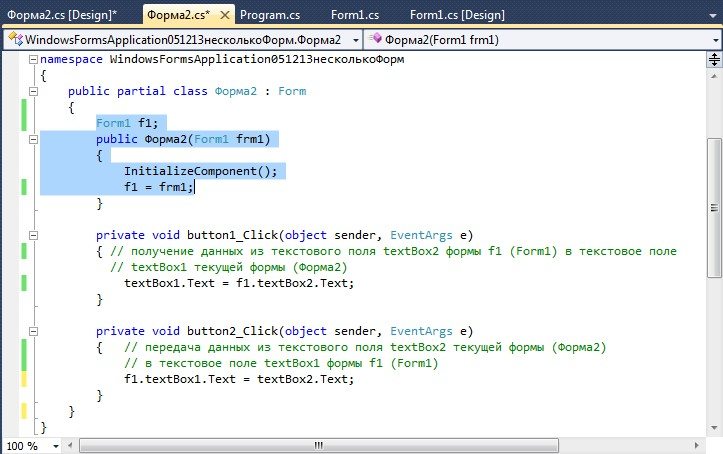 Форма2.cs [Design]* Форма2.cs* Program.cs Form1.cs Form1.cs [Design]
WindowsFormsApplication051213несколькоФорм.Форма2 Форма2(Form1 frm1)
namespace WindowsFormsApplication051213несколькоФорм
{
public partial class Форма2 : Form
{
Form1 f1;
public Форма2(Form1 frm1)
{
InitializeComponent();
f1 = frm1;
}
private void button1_Click(object sender, EventArgs e)
{ // получение данных из текстового поля textBox2 формы f1 (Form1) в текстовое поле
// textBox1 текущей формы (Форма2)
textBox1.Text = f1.textBox2.Text;
}
private void button2_Click(object sender, EventArgs e)
{ // передача данных из текстового поля textBox2 текущей формы (Форма2)
// в текстовое поле textBox1 формы f1 (Form1)
f1.textBox1.Text = textBox2.Text;
}
}
}
100 %